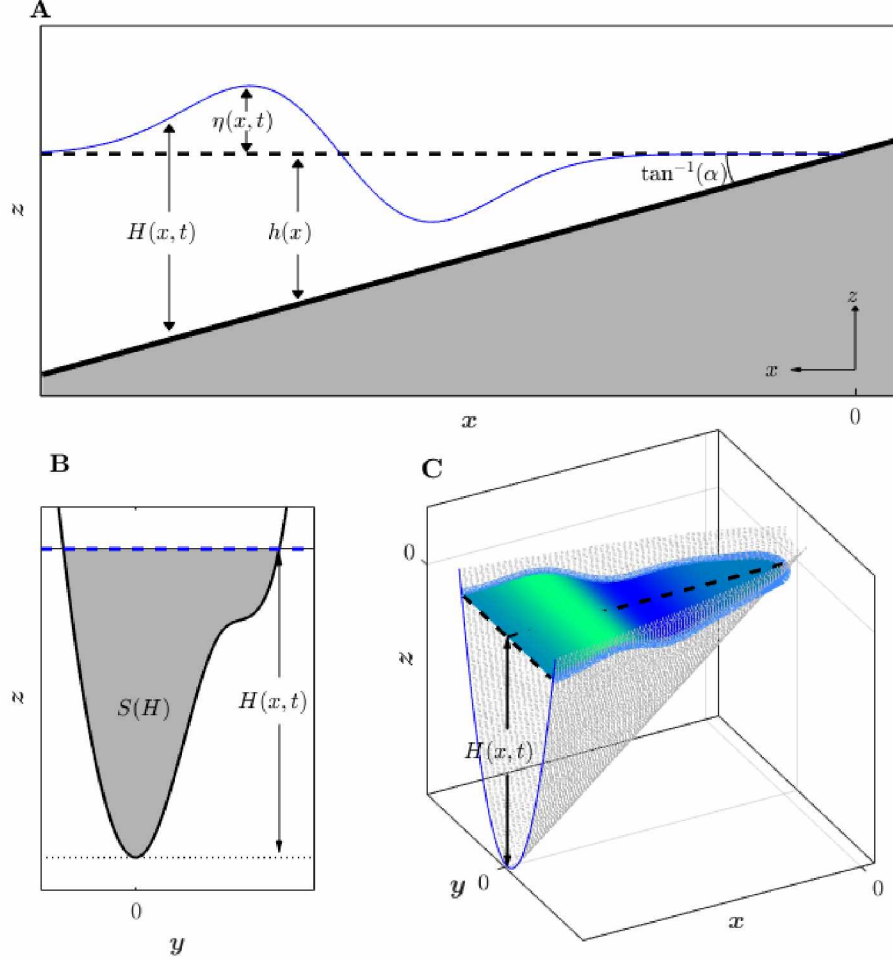 A
η(x, t)
tan⁻¹(α)
z
H(x, t)
h(x)
z
x
x
0
B
C
0
z
z
S(H)
H(x, t)
H(x, t)
0
y
y
0
x
0